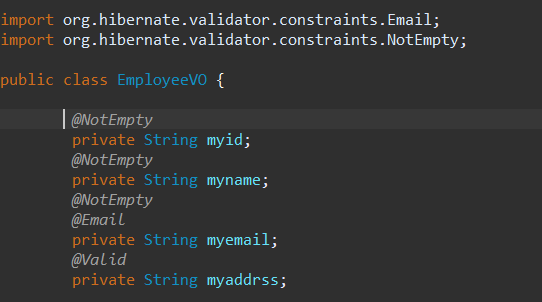 import org.hibernate.validator.constraints.Email;
import org.hibernate.validator.constraints.NotEmpty;
public class EmployeeVO {
@NotEmpty
private String myid;
@NotEmpty
private String myname;
@NotEmpty
@Email
private String myemail;
@Valid
private String myaddrss;